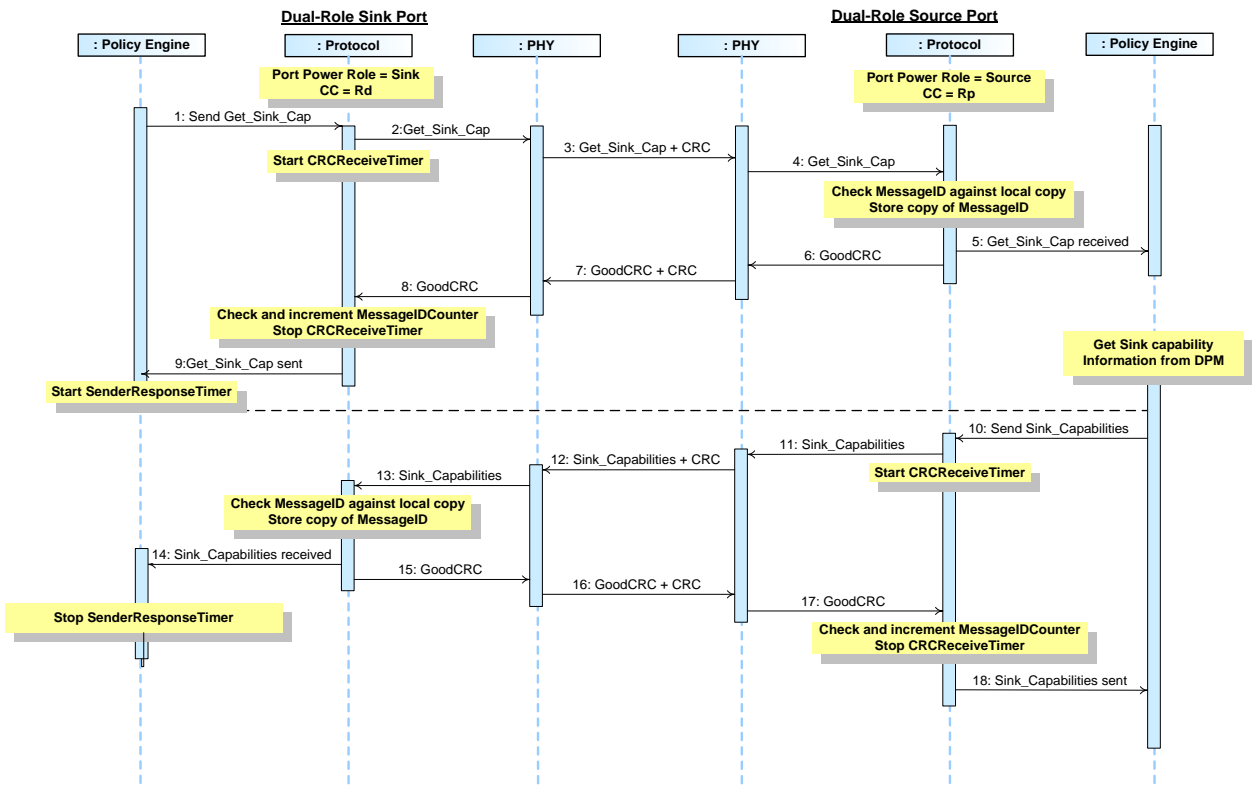 Dual-Role Sink Port
Dual-Role Source Port
: Policy Engine
: Protocol
: PHY
: PHY
: Protocol
: Policy Engine
Port Power Role = Sink
CC = Rd
Port Power Role = Source
CC = Rp
1: Send Get_Sink_Cap
2:Get_Sink_Cap
Start CRCReceiveTimer
3: Get_Sink_Cap + CRC
4: Get_Sink_Cap
Check MessageID against local copy
Store copy of MessageID
5: Get_Sink_Cap received
6: GoodCRC
7: GoodCRC + CRC
8: GoodCRC
Check and increment MessageIDCounter
Stop CRCReceiveTimer
Get Sink capability
Information from DPM
9:Get_Sink_Cap sent
Start SenderResponseTimer
10: Send Sink_Capabilities
11: Sink_Capabilities
Start CRCReceiveTimer
12: Sink_Capabilities + CRC
13: Sink_Capabilities
Check MessageID against local copy
Store copy of MessageID
14: Sink_Capabilities received
15: GoodCRC
16: GoodCRC + CRC
17: GoodCRC
Stop SenderResponseTimer
Check and increment MessageIDCounter
Stop CRCReceiveTimer
18: Sink_Capabilities sent